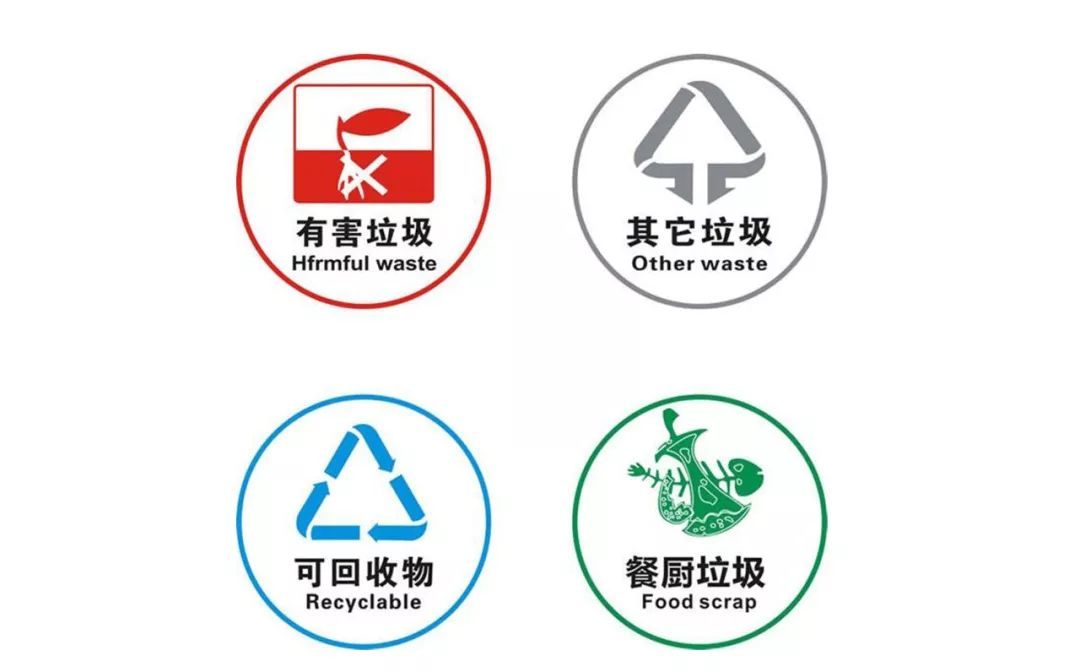 有害垃圾
Hfrmful waste
其它垃圾
Other waste
可回收物
Recyclable
餐厨垃圾
Food scrap